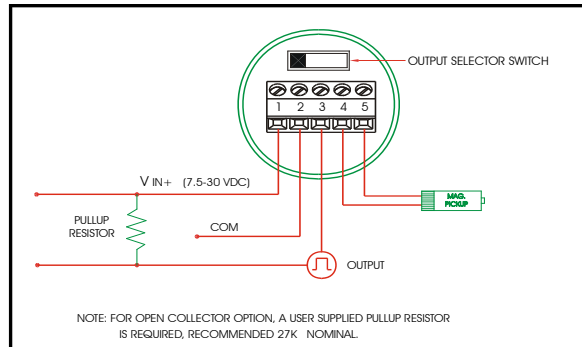 OUTPUT SELECTOR SWITCH
1 2 3 4 5
V IN+ (7.5-30 VDC)
MAG.
PICKUP
PULLUP
RESISTOR
COM
OUTPUT
NOTE: FOR OPEN COLLECTOR OPTION, A USER SUPPLIED PULLUP RESISTOR
IS REQUIRED, RECOMMENDED 27K NOMINAL.